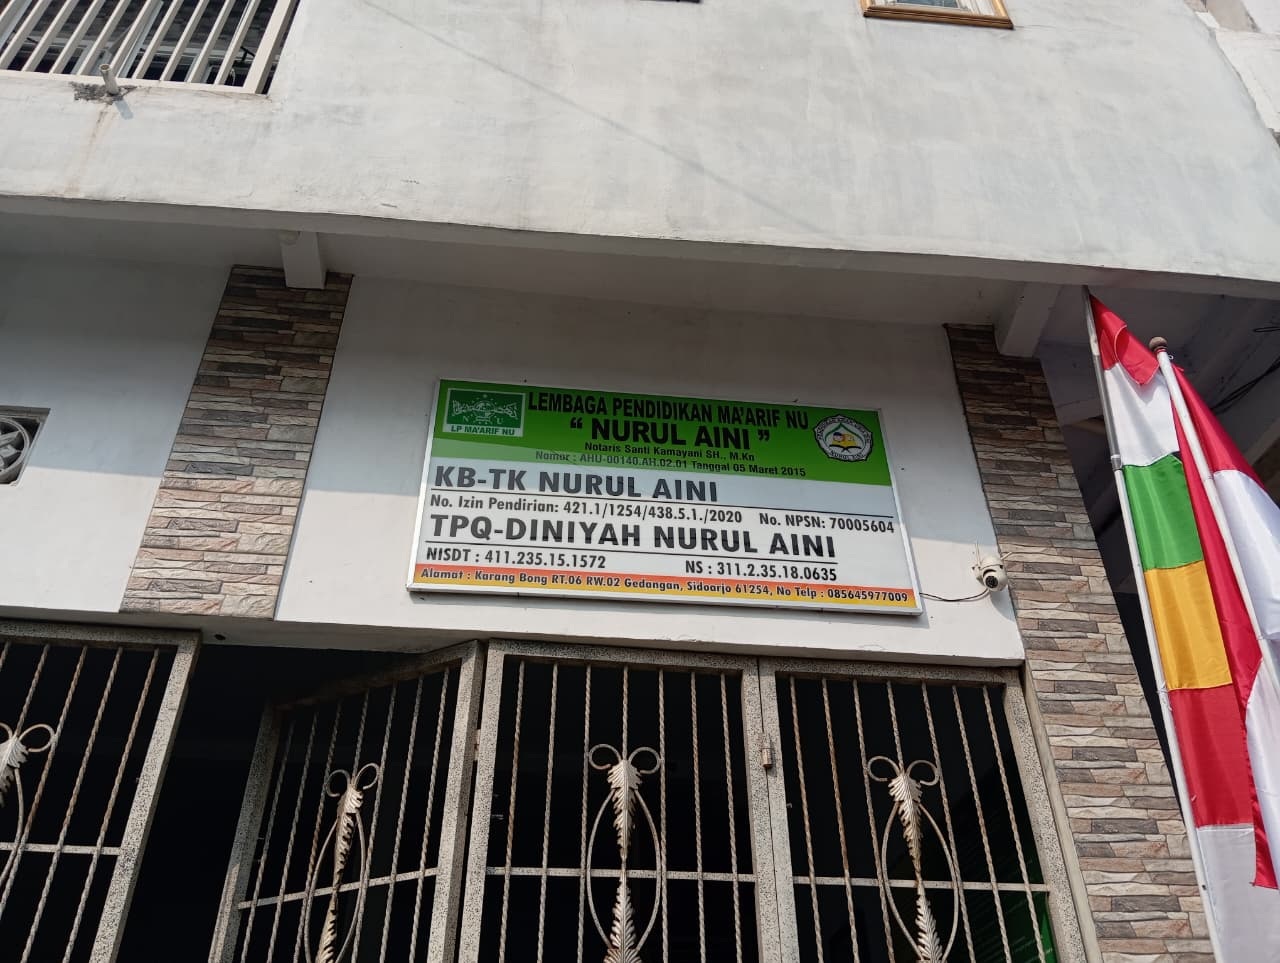 LEMBAGA PENDIDIKAN MA'ARIF NU
LP MA'ARIF NU
“ NURUL AINI ”
Notaris Santi Kamayani SH., M.Kn
Nomor : AHU-00140.AH.02.01 Tanggal 05 Maret 2015
NURUL AINI
KB-TK NURUL AINI
No. Izin Pendirian: 421.1/1254/438.5.1./2020 No. NPSN: 70005604
TPQ-DINIYAH NURUL AINI
NISDT : 411.235.15.1572 NS : 311.2.35.18.0635
Alamat : Karang Bong RT.06 RW.02 Gedangan, Sidoarjo 61254, No Telp : 085645977009